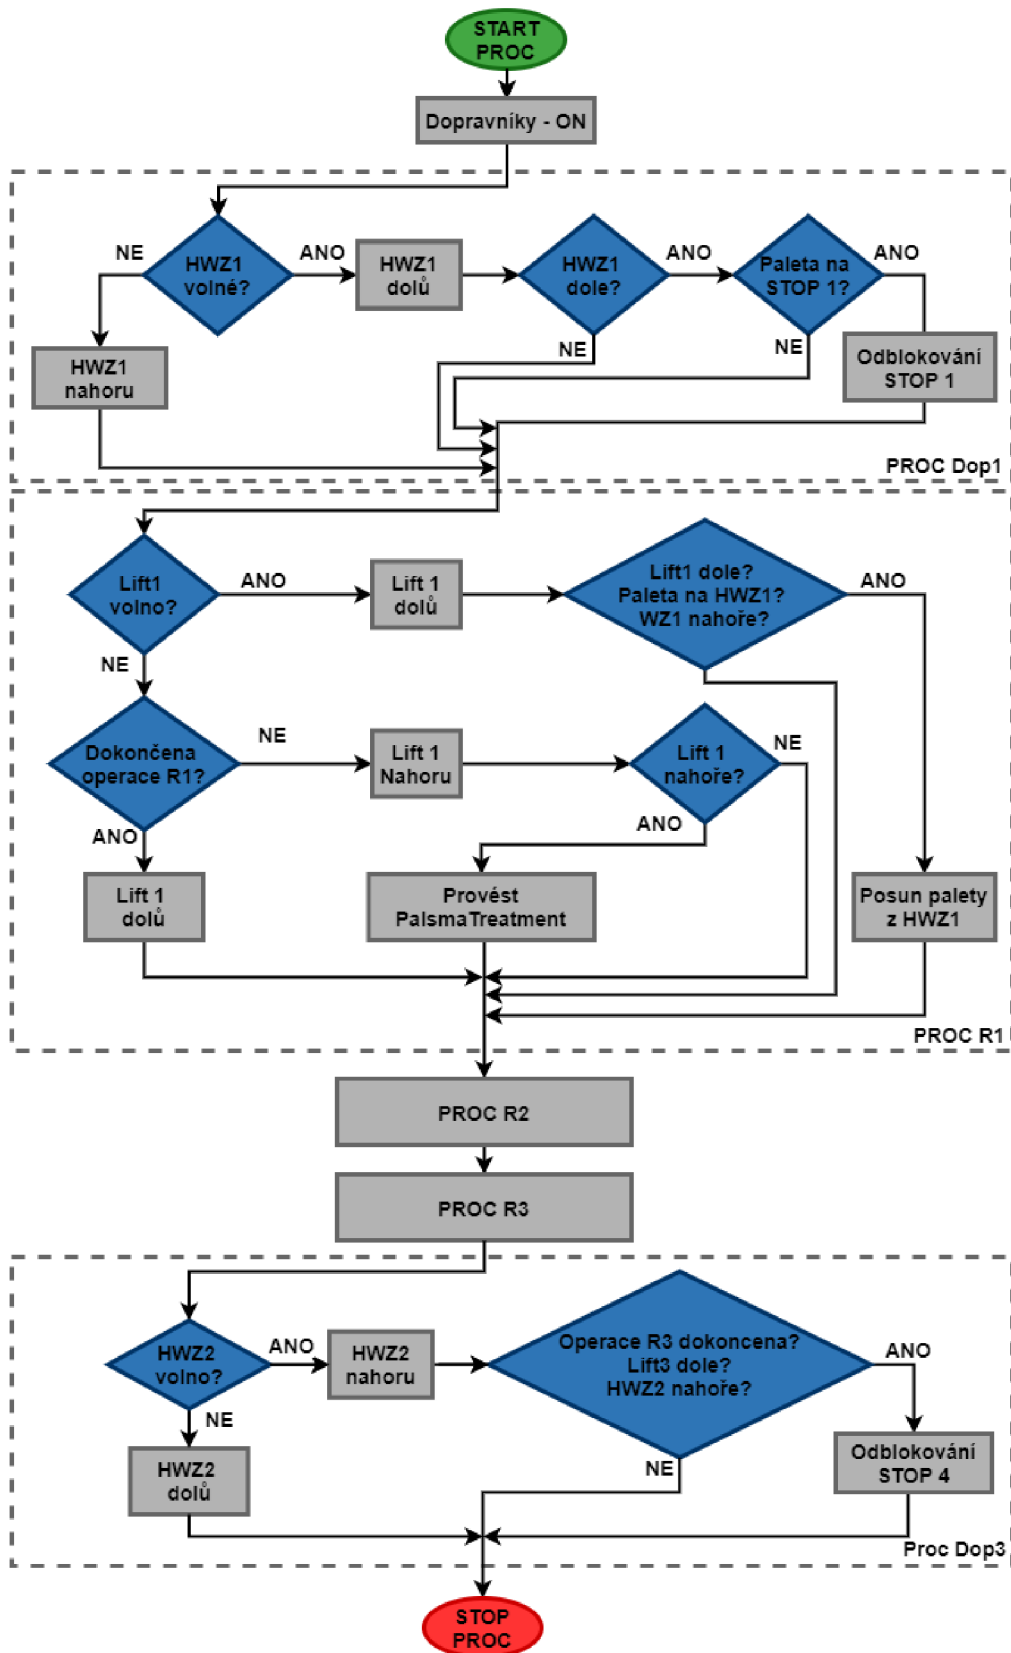 START
PROC
Dopravníky - ON
NE
HWZ1
volné?
ANO
HWZ1
dolů
HWZ1
dole?
ANO
Paleta na
STOP 1?
ANO
HWZ1
nahoru
NE
NE
Odblokování
STOP 1
PROC Dop1
Lift1
volno?
ANO
Lift 1
dolů
Lift1 dole?
Paleta na HWZ1?
WZ1 nahoře?
ANO
NE
Dokončena
operace R1?
NE
Lift 1
Nahoru
Lift 1
nahoře?
NE
ANO
ANO
Lift 1
dolů
Provést
PalsmaTreatment
Posun palety
z HWZ1
PROC R1
PROC R2
PROC R3
HWZ2
volno?
ANO
HWZ2
nahoru
Operace R3 dokoncena?
Lift3 dole?
HWZ2 nahoře?
ANO
NE
HWZ2
dolů
NE
Odblokování
STOP 4
Proc Dop3
STOP
PROC